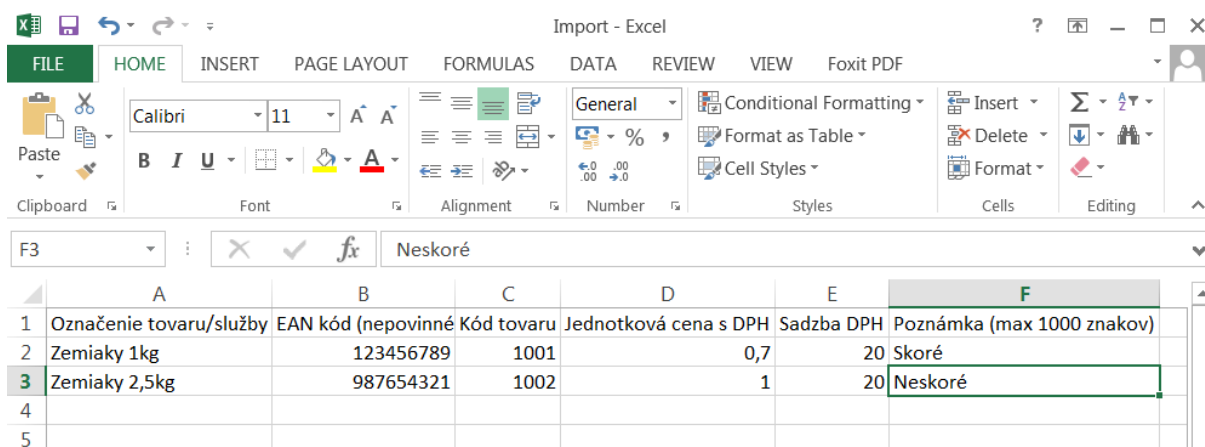 Import - Excel ?
FILE HOME INSERT PAGE LAYOUT FORMULAS DATA REVIEW VIEW Foxit PDF
Calibri 11 A A General Conditional Formatting Insert Σ
Paste B I U A % Format as Table Delete
Cell Styles Format
Clipboard Font Alignment Number Styles Cells Editing
F3 fx Neskoré
A B C D E F
1 Označenie tovaru/služby EAN kód (nepovinné Kód tovaru Jednotková cena s DPH Sadzba DPH Poznámka (max 1000 znakov)
2 Zemiaky 1kg 123456789 1001 0,7 20 Skoré
3 Zemiaky 2,5kg 987654321 1002 1 20 Neskoré
4
5